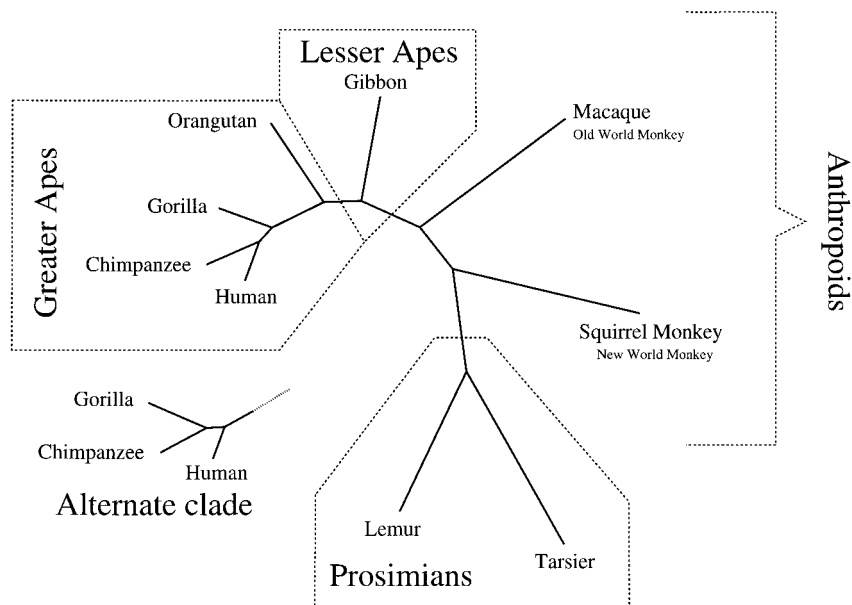 Lesser Apes
Gibbon
Orangutan
Macaque
Old World Monkey
Greater Apes
Gorilla
Chimpanzee
Human
Anthropoids
Squirrel Monkey
New World Monkey
Gorilla
Chimpanzee
Human
Alternate clade
Lemur
Tarsier
Prosimians